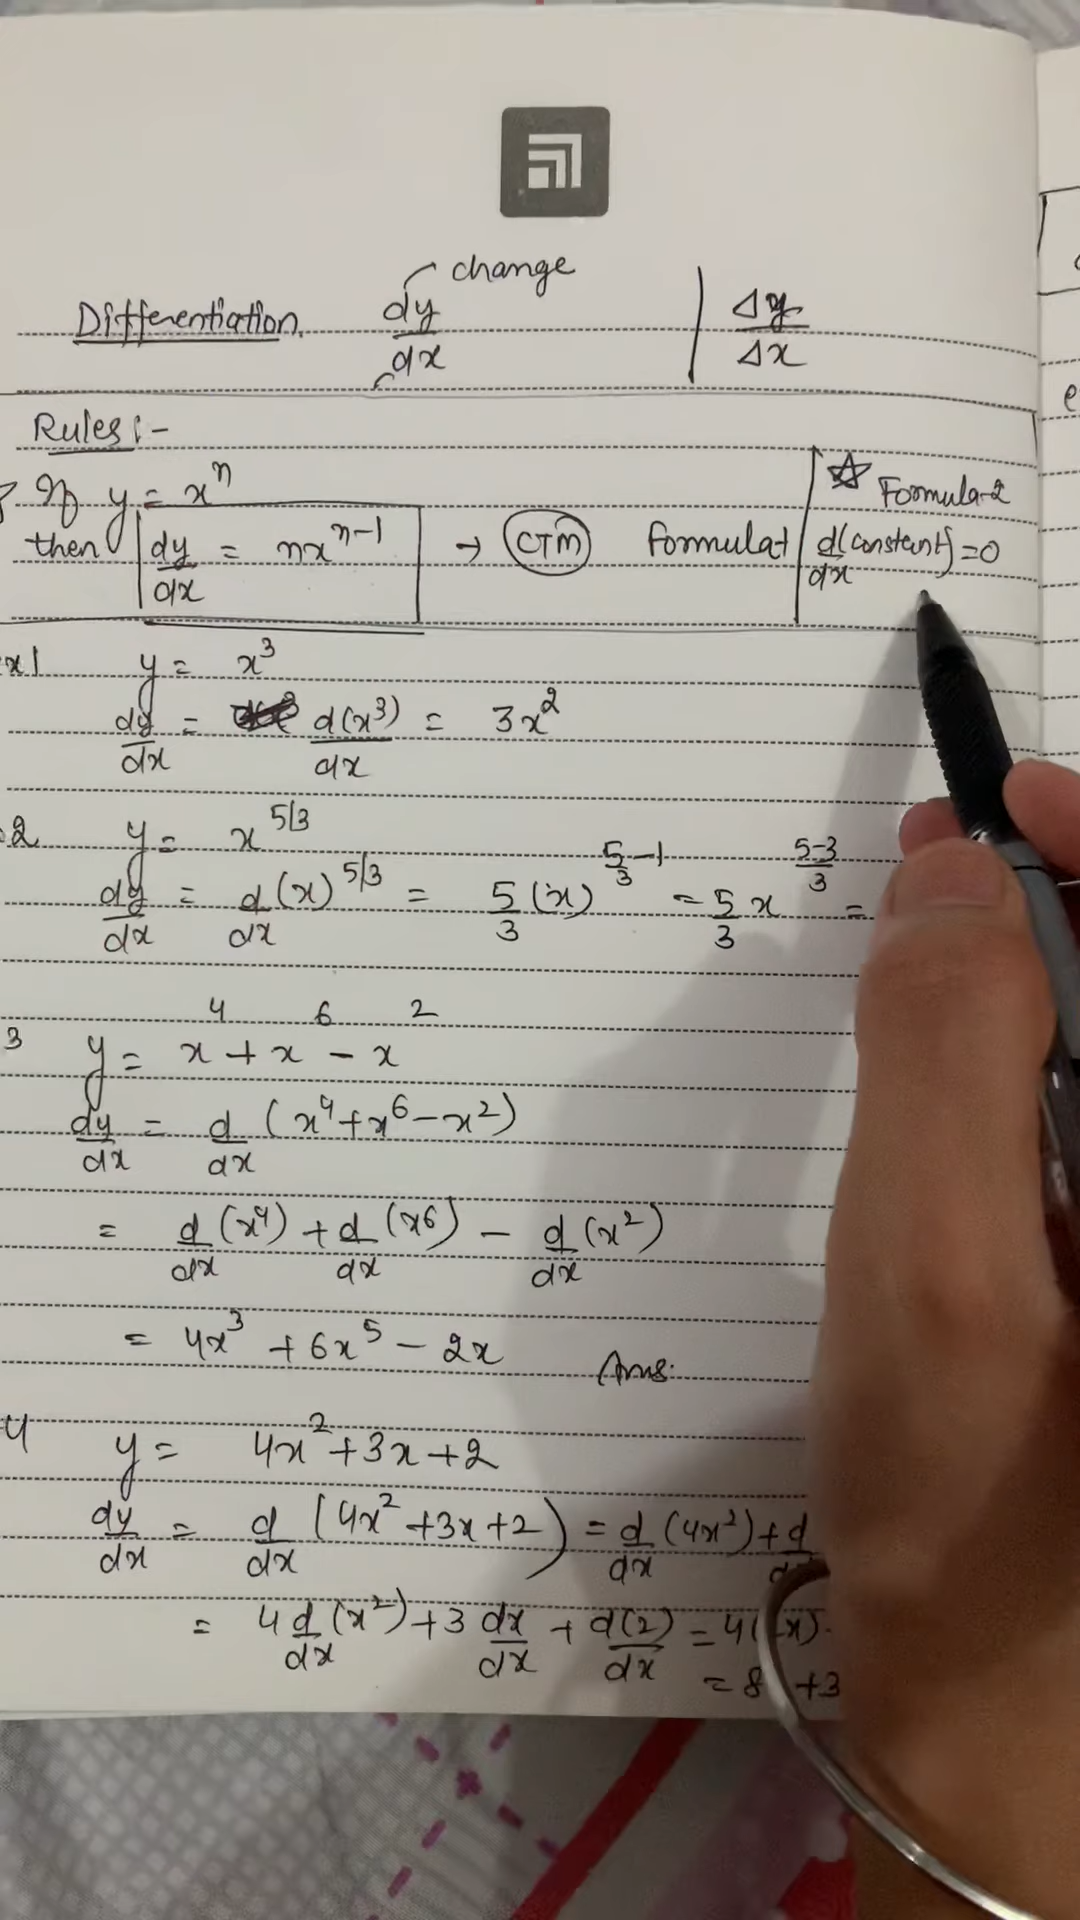 change
Differentiation dy/dx | Δy/Δx
Rules :-
If y = x^n
then dy/dx = nx^(n-1) → CTM Formula 1
☆ Formula-2
d/dx (constant) = 0
x1 y = x^3
dy/dx = d(x^3)/dx = 3x^2
2 y = x^(5/3)
dy/dx = d/dx (x)^(5/3) = 5/3 (x)^(5/3 - 1) = 5/3 x^((5-3)/3) =
3 y = x^4 + x^6 - x^2
dy/dx = d/dx (x^4 + x^6 - x^2)
= d/dx (x^4) + d/dx (x^6) - d/dx (x^2)
= 4x^3 + 6x^5 - 2x Ans.
4 y = 4x^2 + 3x + 2
dy/dx = d/dx (4x^2 + 3x + 2) = d/dx (4x^2) + d
= 4 d/dx (x^2) + 3 dx/dx + d(2)/dx = 4( x)
= 8 +3